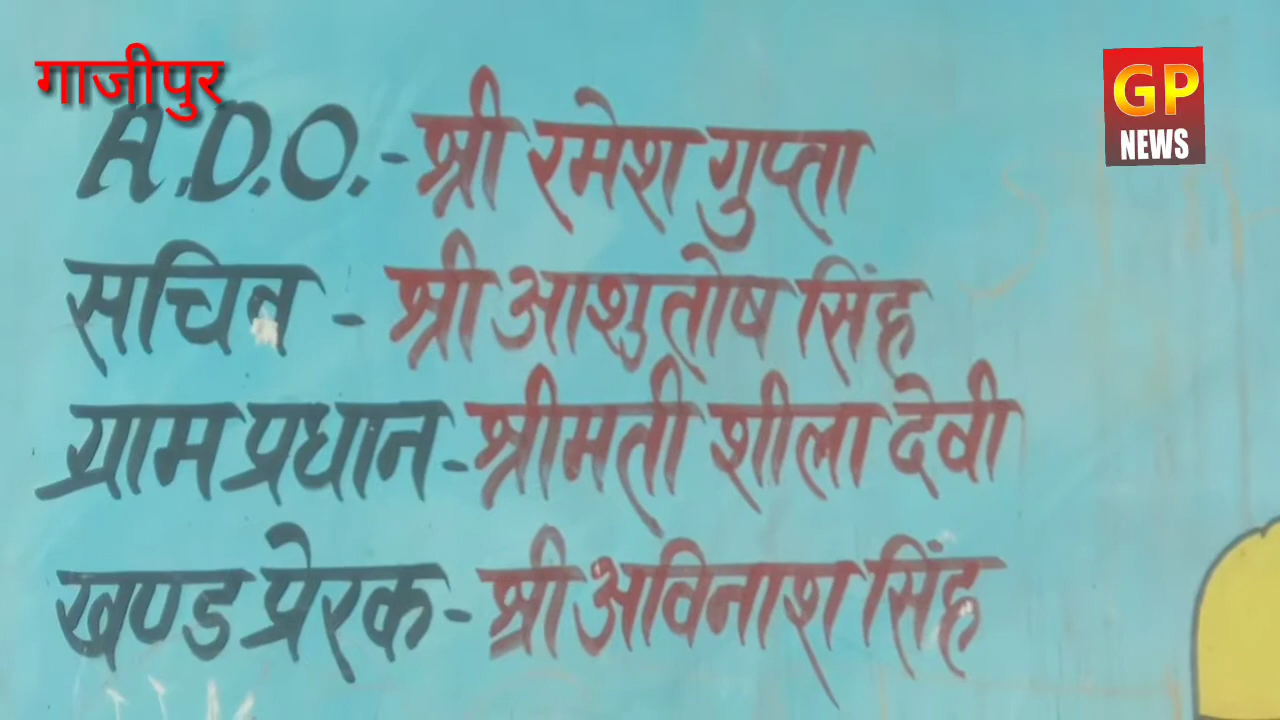 गाजीपुर
GP
NEWS
A.D.O.-श्री रमेश गुप्ता
सचिव - श्री आशुतोष सिंह
ग्राम प्रधान-श्रीमती शीला देवी
खण्ड प्रेरक-श्री अविनाश सिंह